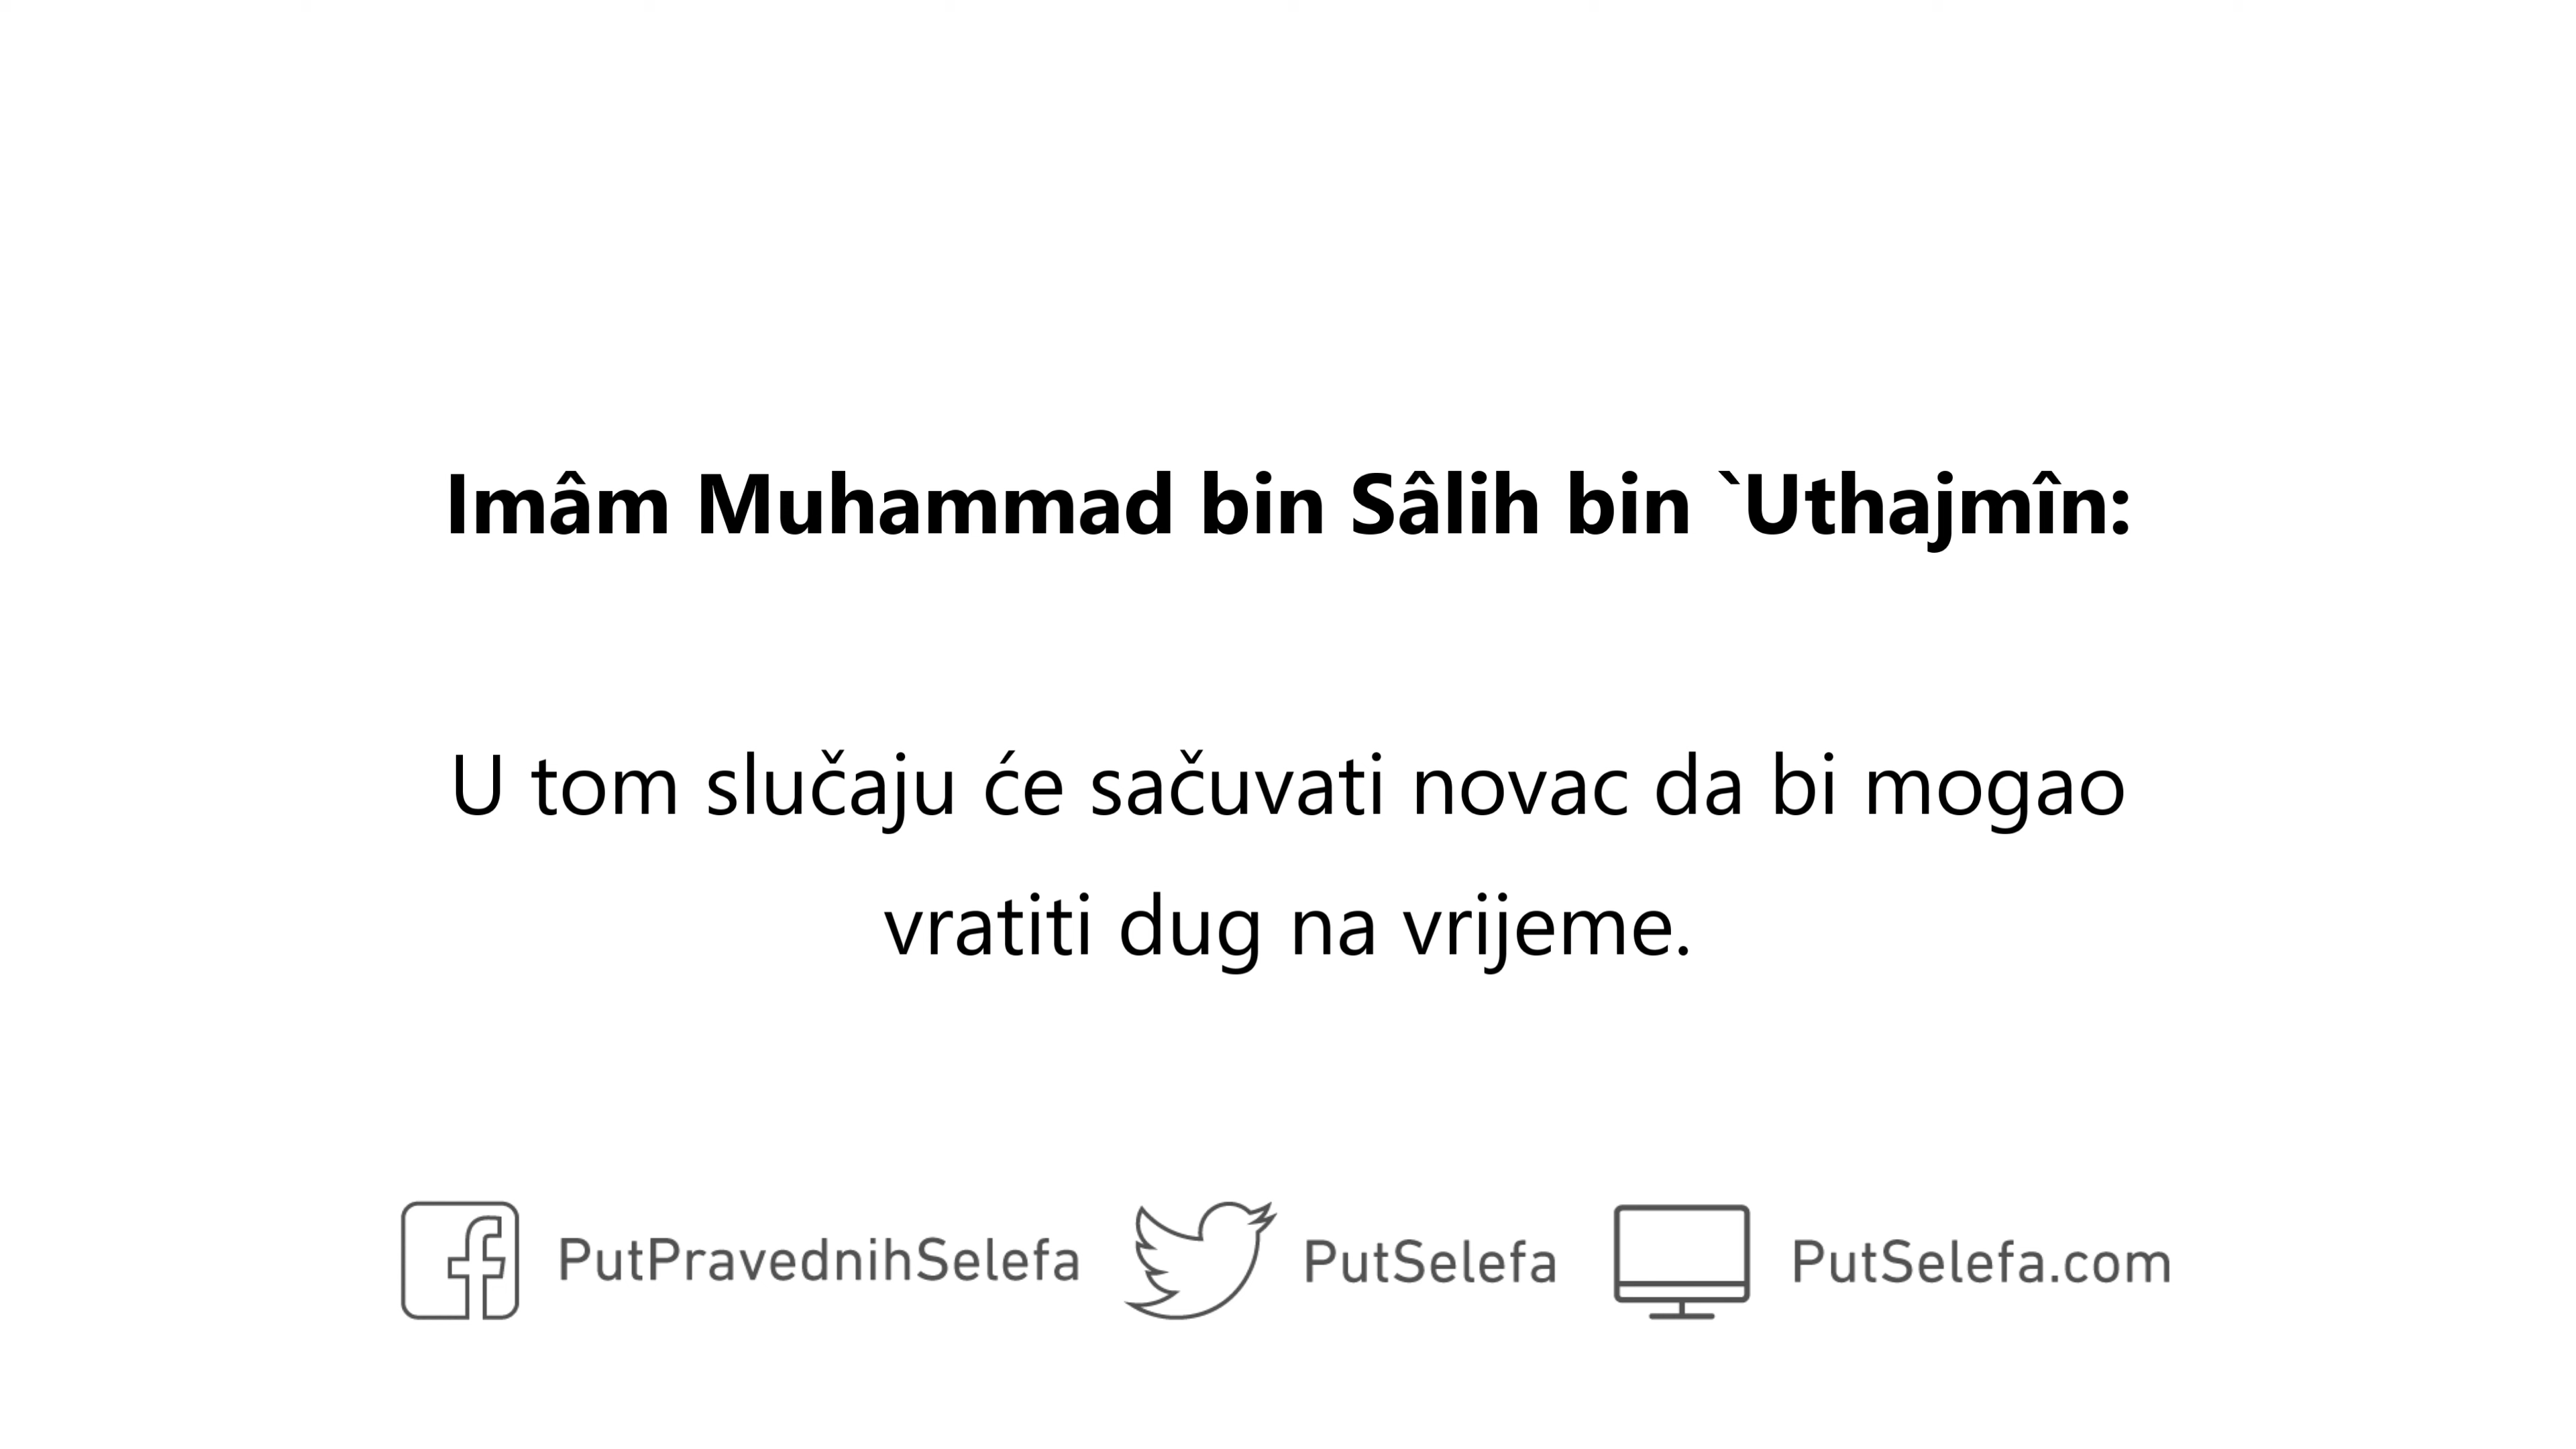 Imâm Muhammad bin Sâlih bin `Uthajmîn:
U tom slučaju će sačuvati novac da bi mogao
vratiti dug na vrijeme.
PutPravednihSelefa PutSelefa PutSelefa.com